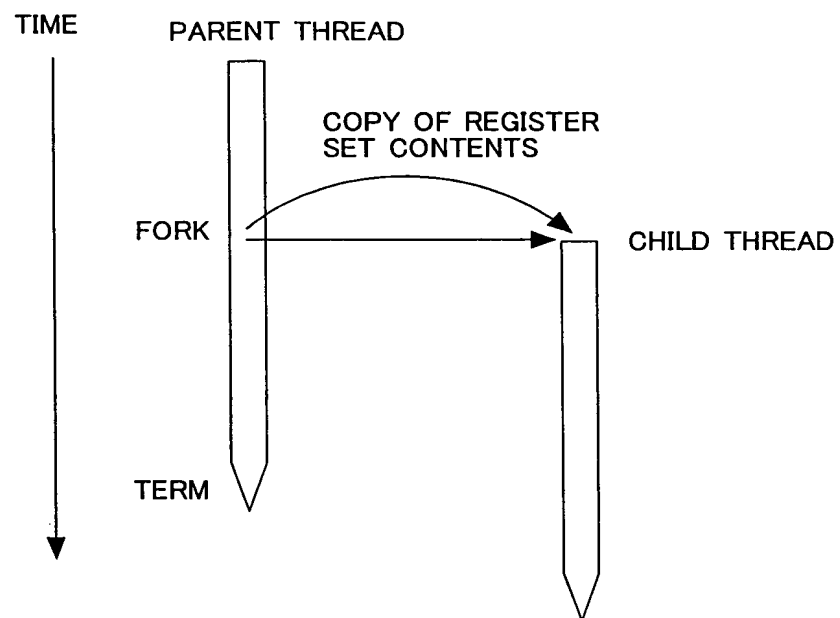 TIME
PARENT THREAD
COPY OF REGISTER
SET CONTENTS
FORK
CHILD THREAD
TERM